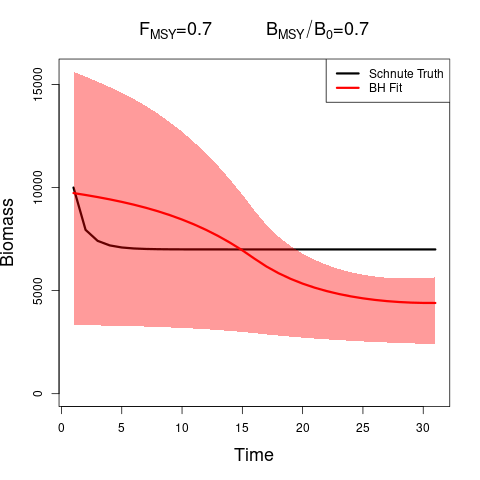 F_MSY=0.7 B_MSY/B_0=0.7
Schnute Truth
BH Fit
Biomass
15000
10000
5000
0
0 5 10 15 20 25 30
Time